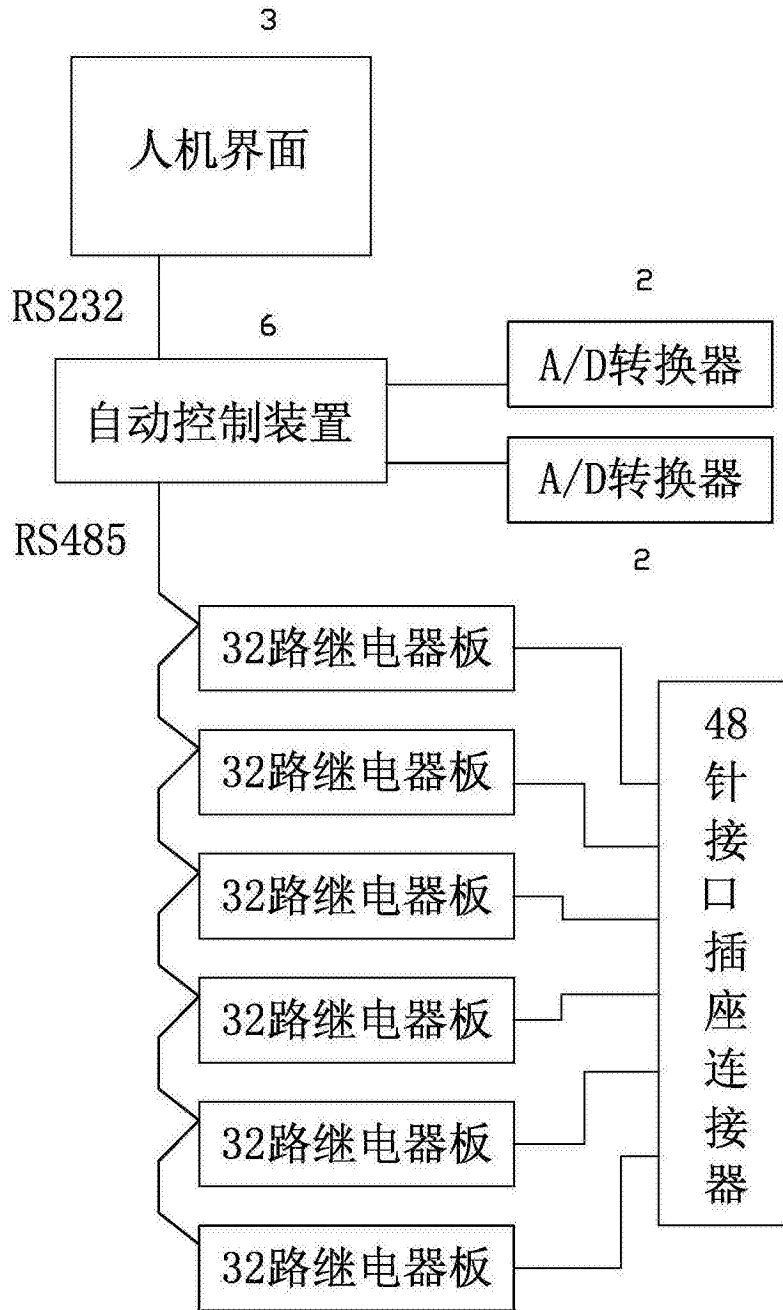 3
人机界面
RS232
6
自动控制装置
2
A/D转换器
A/D转换器
2
RS485
32路继电器板
32路继电器板
32路继电器板
32路继电器板
32路继电器板
32路继电器板
48
针
接
口
插
座
连
接
器